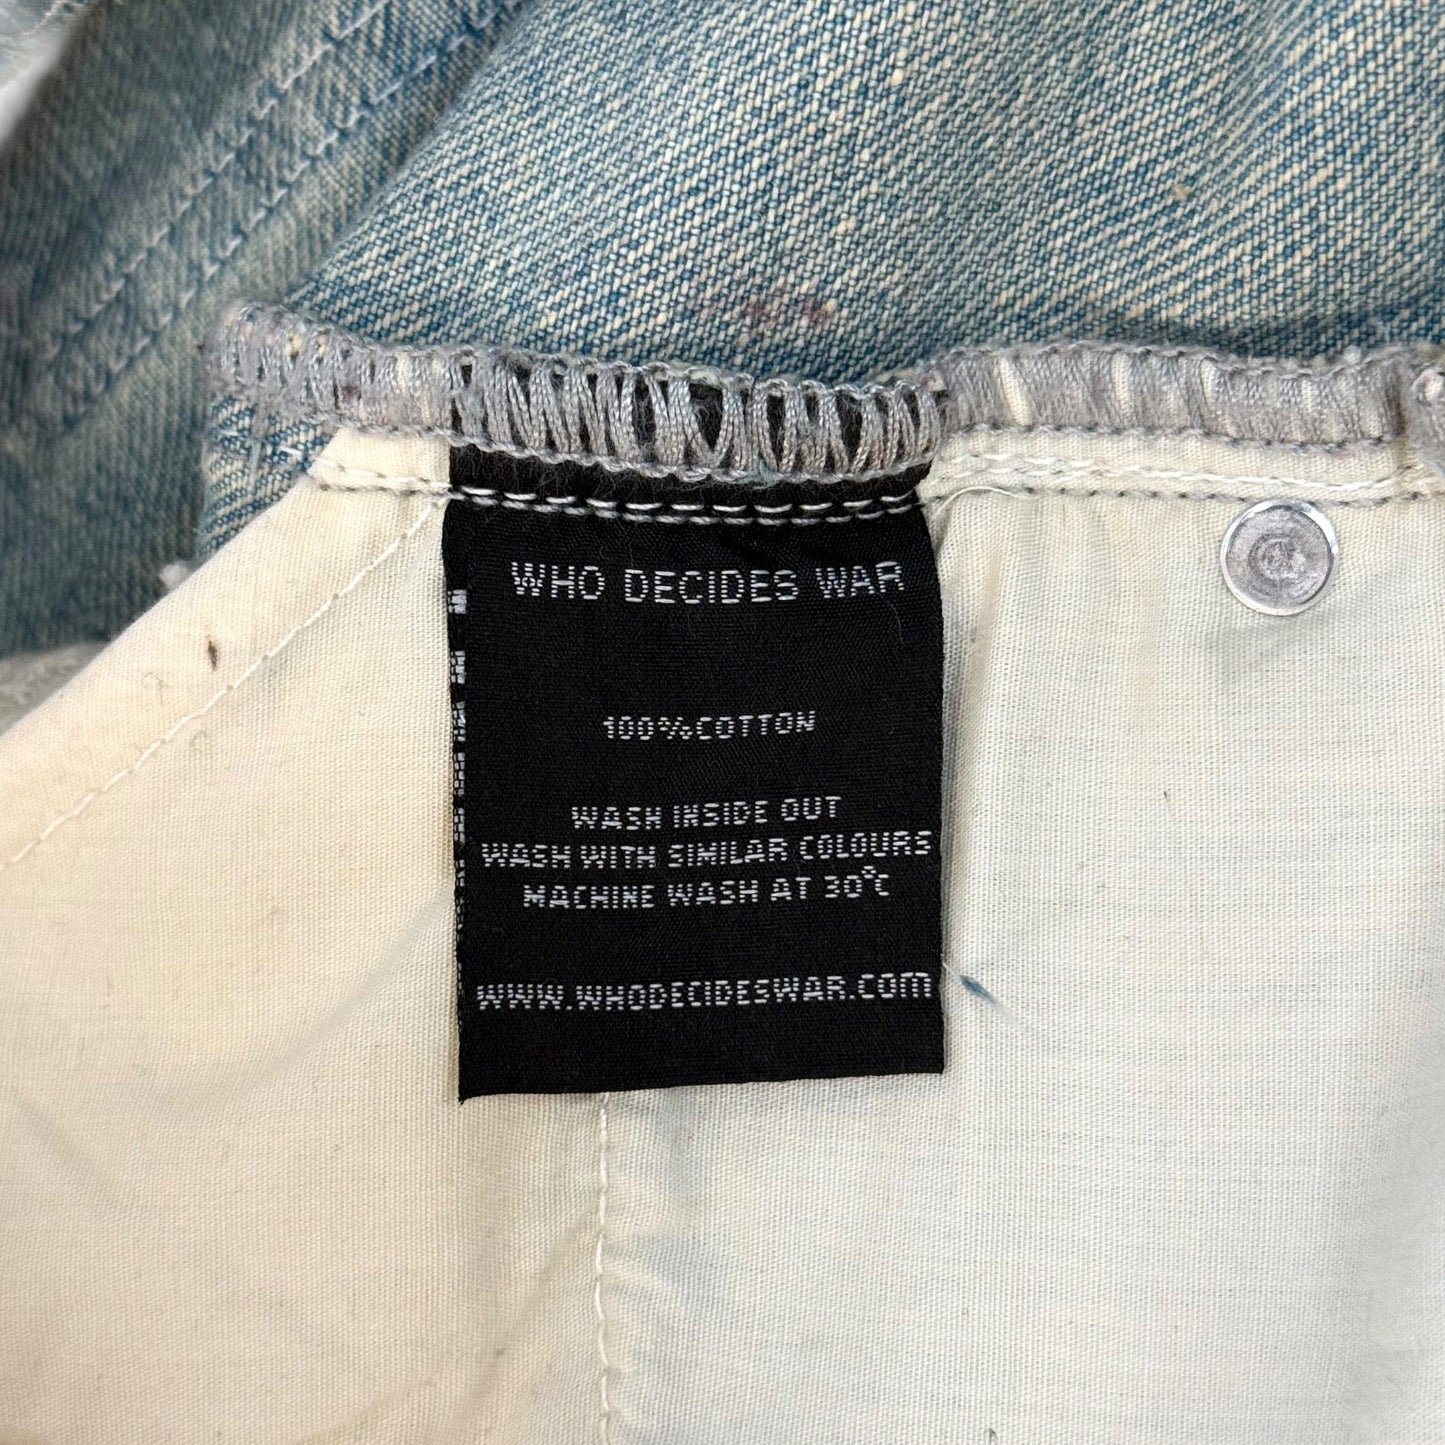 WHO DECIDES WAR
100%COTTON
WASH INSIDE OUT
WASH WITH SIMILAR COLOURS
MACHINE WASH AT 30°C
WWW.WHODECIDESWAR.COM